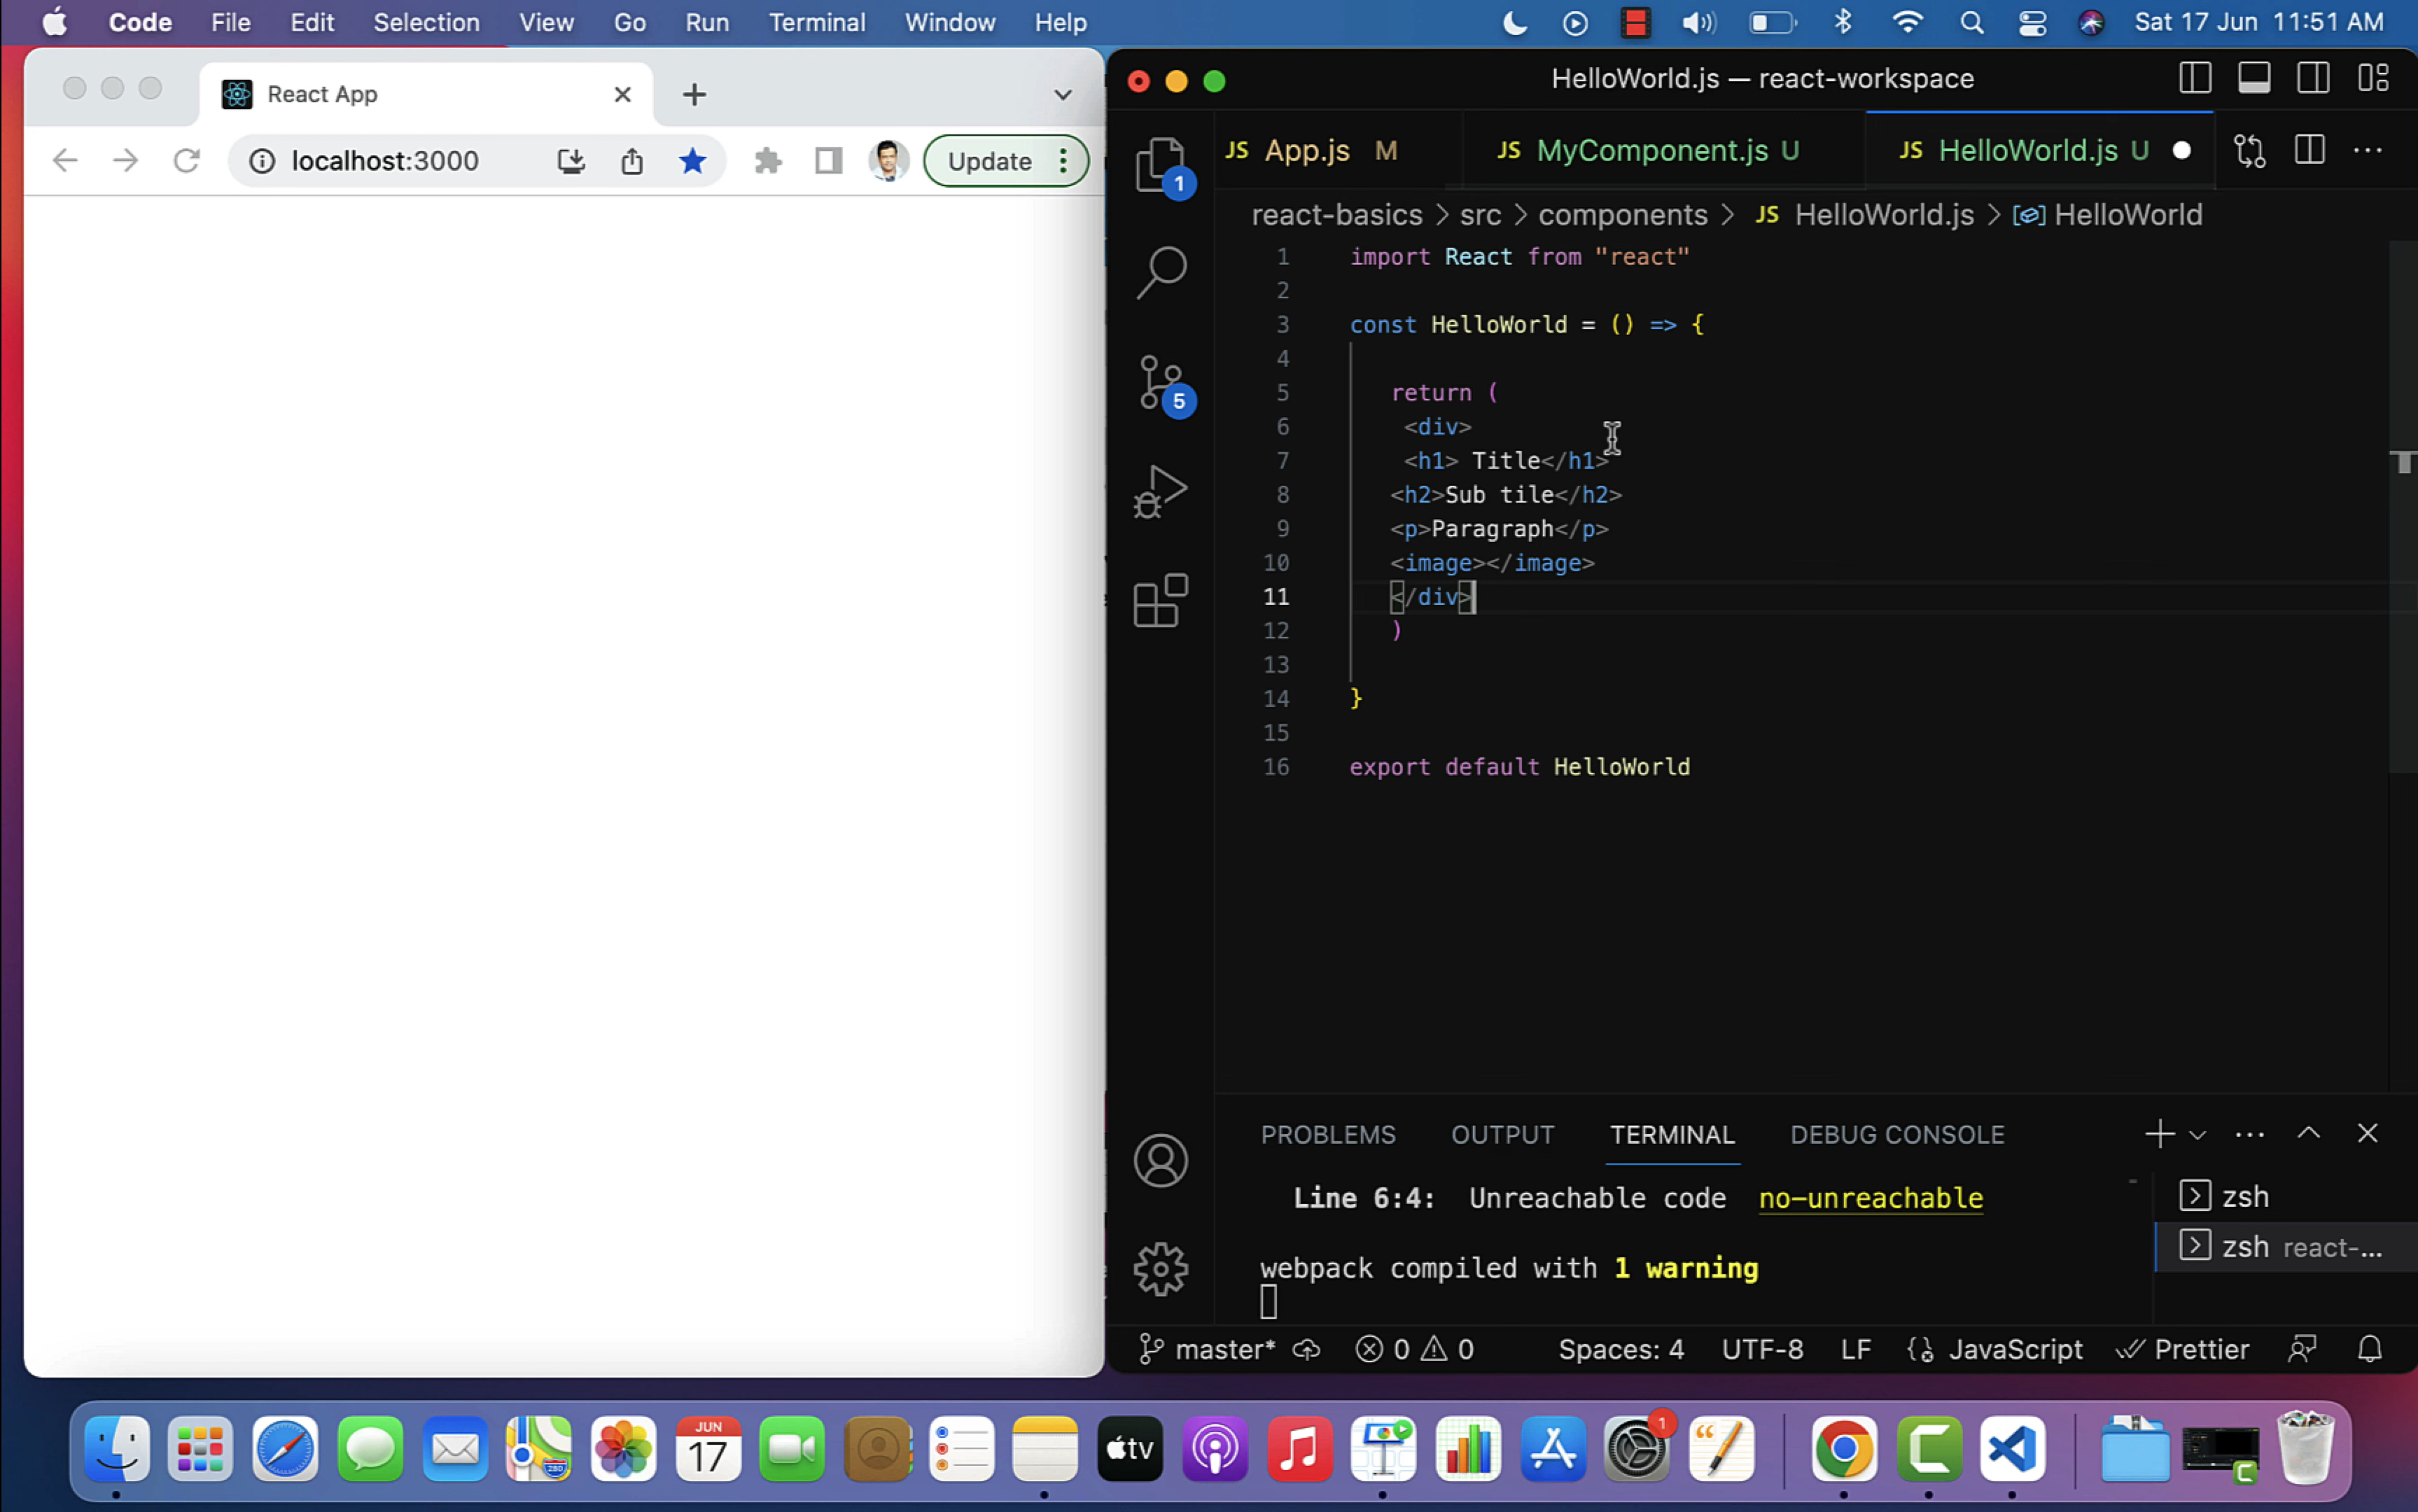 Code File Edit Selection View Go Run Terminal Window Help Sat 17 Jun 11:51 AM
React App
localhost:3000 Update
HelloWorld.js — react-workspace
JS App.js M JS MyComponent.js U JS HelloWorld.js U
react-basics > src > components > JS HelloWorld.js > HelloWorld
1 import React from "react"
2
3 const HelloWorld = () => {
4
5 return (
6 <div>
7 <h1> Title</h1>
8 <h2>Sub tile</h2>
9 <p>Paragraph</p>
10 <image></image>
11 </div>
12 )
13
14 }
15
16 export default HelloWorld
1
5
PROBLEMS OUTPUT TERMINAL DEBUG CONSOLE
Line 6:4: Unreachable code no-unreachable
webpack compiled with 1 warning
zsh
zsh react-...
master* 0 0 Spaces: 4 UTF-8 LF JavaScript Prettier
JUN
17
280
tv
1